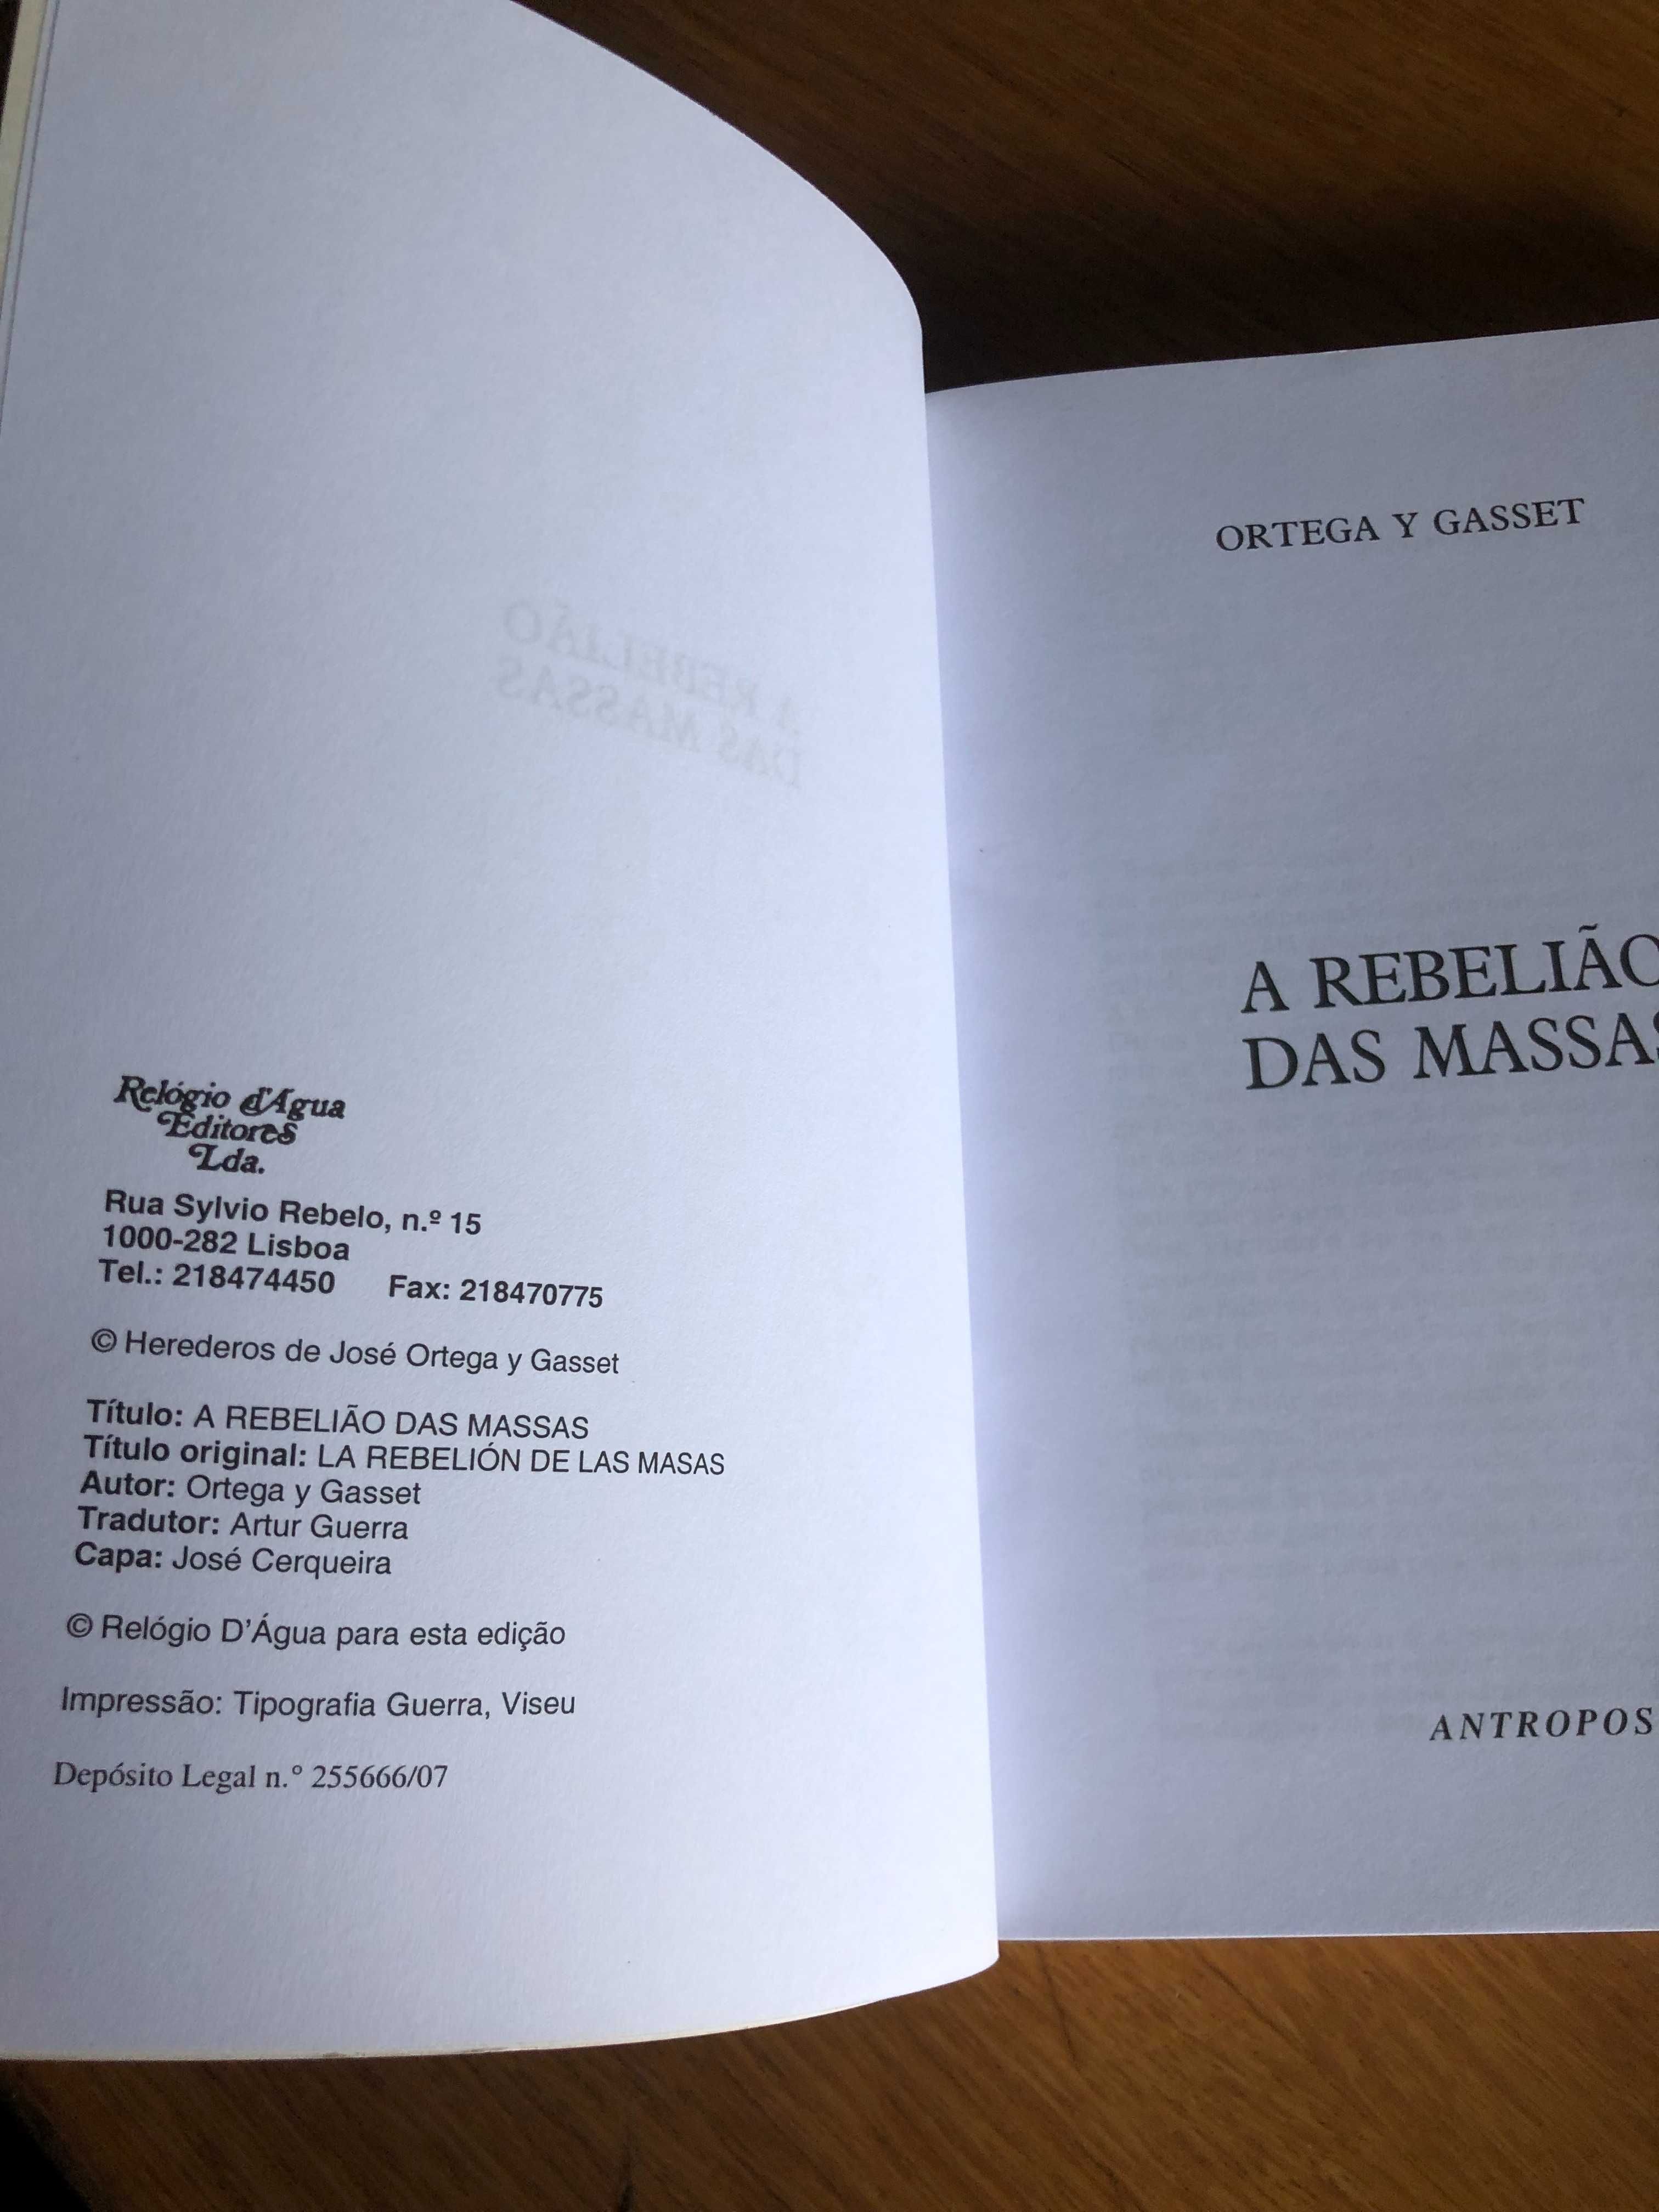 A REBELIÃO
DAS MASSAS
Relógio d'Água
Editores
Lda.
Rua Sylvio Rebelo, n.º 15
1000-282 Lisboa
Tel.: 218474450 Fax: 218470775
© Herederos de José Ortega y Gasset
Título: A REBELIÃO DAS MASSAS
Título original: LA REBELIÓN DE LAS MASAS
Autor: Ortega y Gasset
Tradutor: Artur Guerra
Capa: José Cerqueira
© Relógio D'Água para esta edição
Impressão: Tipografia Guerra, Viseu
Depósito Legal n.º 255666/07
ORTEGA Y GASSET
A REBELIÃO
DAS MASSAS
ANTROPOS